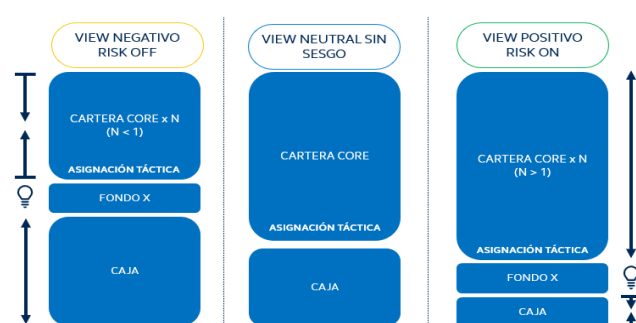 VIEW NEGATIVO
RISK OFF
CARTERA CORE x N
(N < 1)
ASIGNACIÓN TÁCTICA
FONDO X
CAJA
VIEW NEUTRAL SIN
SESGO
CARTERA CORE
ASIGNACIÓN TÁCTICA
CAJA
VIEW POSITIVO
RISK ON
CARTERA CORE x N
(N > 1)
ASIGNACIÓN TÁCTICA
FONDO X
CAJA